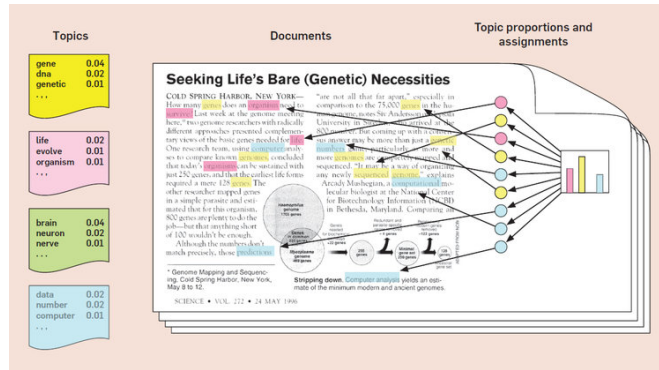 Topics
Documents
Topic proportions and
assignments
gene 0.04
dna 0.02
genetic 0.01
. . .
life 0.02
evolve 0.01
organism 0.01
. . .
brain 0.04
neuron 0.02
nerve 0.01
. . .
data 0.02
number 0.02
computer 0.01
. . .
Seeking Life's Bare (Genetic) Necessities
COLD SPRING HARBOR, NEW YORK—
How many genes does an organism need to
survive? Last week at the genome meeting
here,* two genome researchers with radically
different approaches presented complemen-
tary views of the basic genes needed for life.
One research team, using computer analy-
ses to compare known genomes, concluded
that today's organisms can be sustained with
just 250 genes, and that the earliest life forms
required a mere 128 genes. The
other researcher mapped genes
in a simple parasite and esti-
mated that for this organism,
800 genes are plenty to do the
job—but that anything short
of 100 wouldn't be enough.
Although the numbers don't
match precisely, those predictions
* Genome Mapping and Sequenc-
ing, Cold Spring Harbor, New York,
May 8 to 12.
"are not all that far apart," especially in
comparison to the 75,000 genes in the hu-
man genome, notes Siv Andersson of
University in arrived at the
800 number. But coming up with a consen-
sus answer may be more than just a genetic
numbers particularly more and
more genomes are completely mapped and
sequenced. "It may be a way of organizing
any newly sequenced genome," explains
Arcady Mushegian, a computational mo-
lecular biologist at the National Center
for Biotechnology Information (NCBI)
in Bethesda, Maryland. Comparing an
Haemophilus
genome
1703 genes
Mycoplasma
genome
Stripping down. Computer analysis yields an esti-
mate of the minimum modern and ancient genomes.
SCIENCE • VOL. 272 • 24 MAY 1996